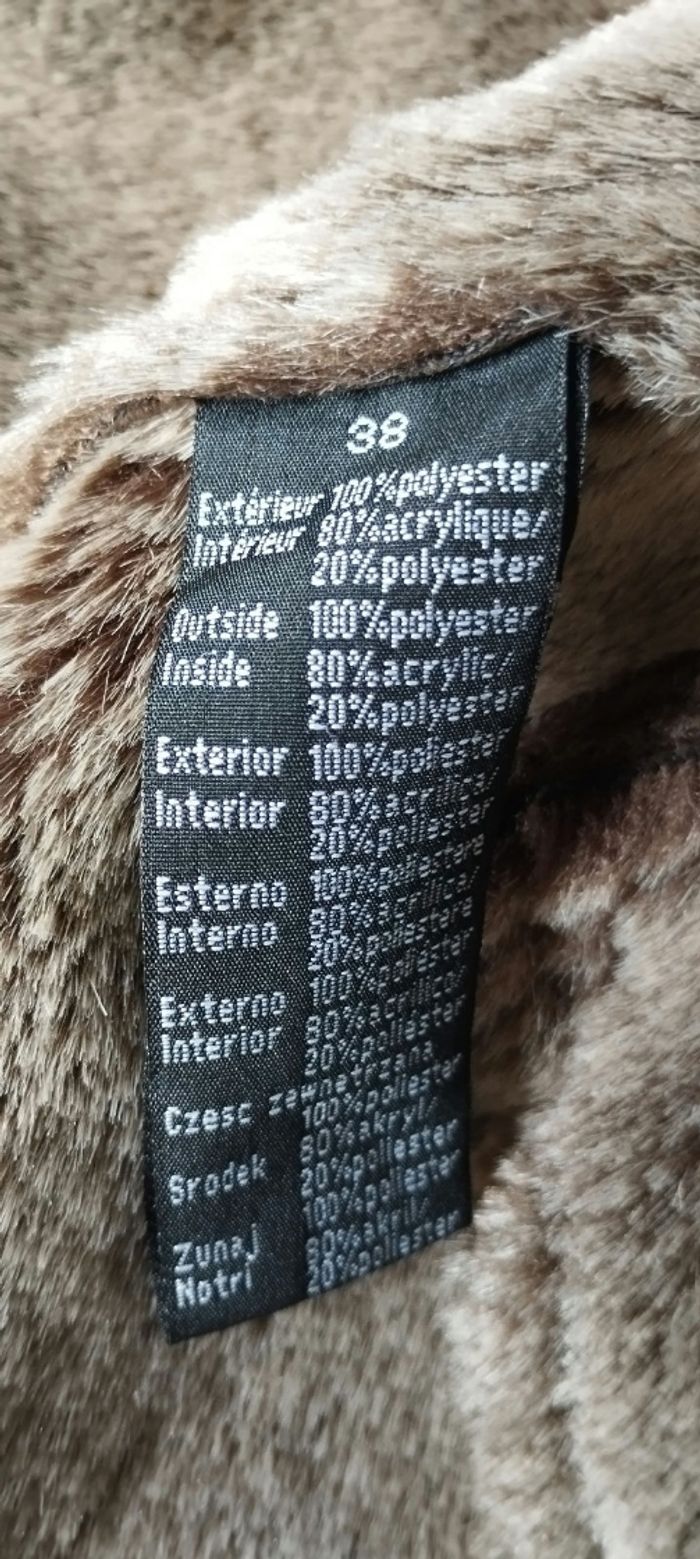 38
Extérieur 100%polyester
Intérieur 80%acrylique/
20%polyester
Outside 100%polyester
Inside 80%acrylic/
20%polyester
Exterior 100%poliester
Interior 80%acrilico/
20%poliester
Esterno 100%poliestere
Interno 80%acrilico/
20%poliestere
Externo 100%poliester
Interior 80%acrilico/
20%poliester
Czesc zewnetrzana
100%poliester
Srodek 80%akryl/
20%poliester
Zunaj 100%poliester
Notri 80%akril/
20%poliester